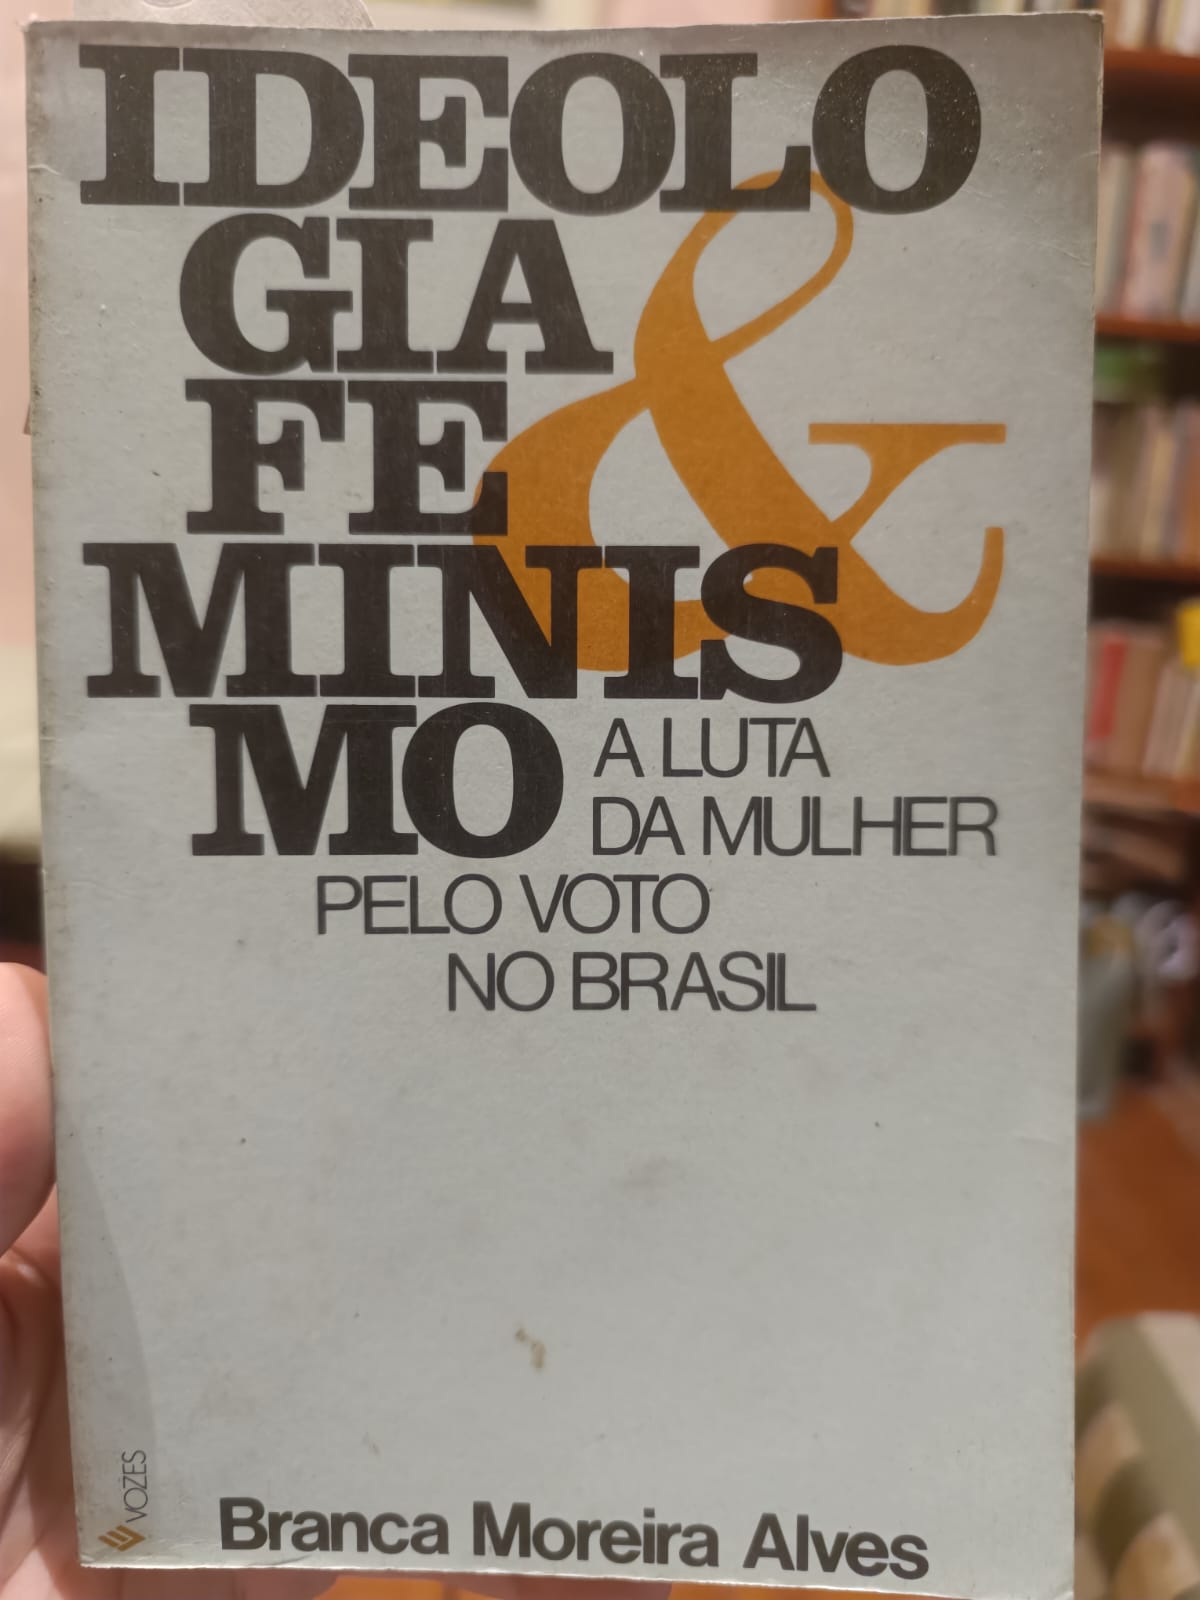 IDEOLO
GIA &
FE
MINIS
MO A LUTA
DA MULHER
PELO VOTO
NO BRASIL
VOZES
Branca Moreira Alves